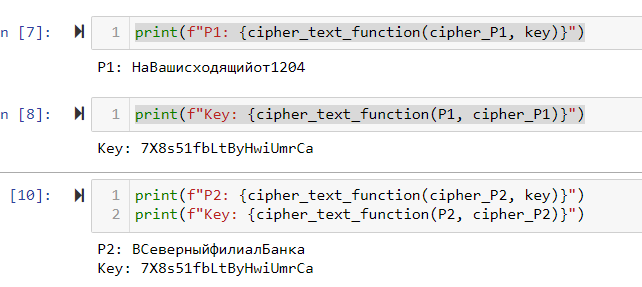 n [7]:
1 print(f"P1: {cipher_text_function(cipher_P1, key)}")
P1: НаВашисходящийот1204
n [8]:
1 print(f"Key: {cipher_text_function(P1, cipher_P1)}")
Key: 7X8s51fbLtByHwiUmrCa
[10]:
1 print(f"P2: {cipher_text_function(cipher_P2, key)}")
2 print(f"Key: {cipher_text_function(P2, cipher_P2)}")
P2: ВСеверныйфилиалБанка
Key: 7X8s51fbLtByHwiUmrCa